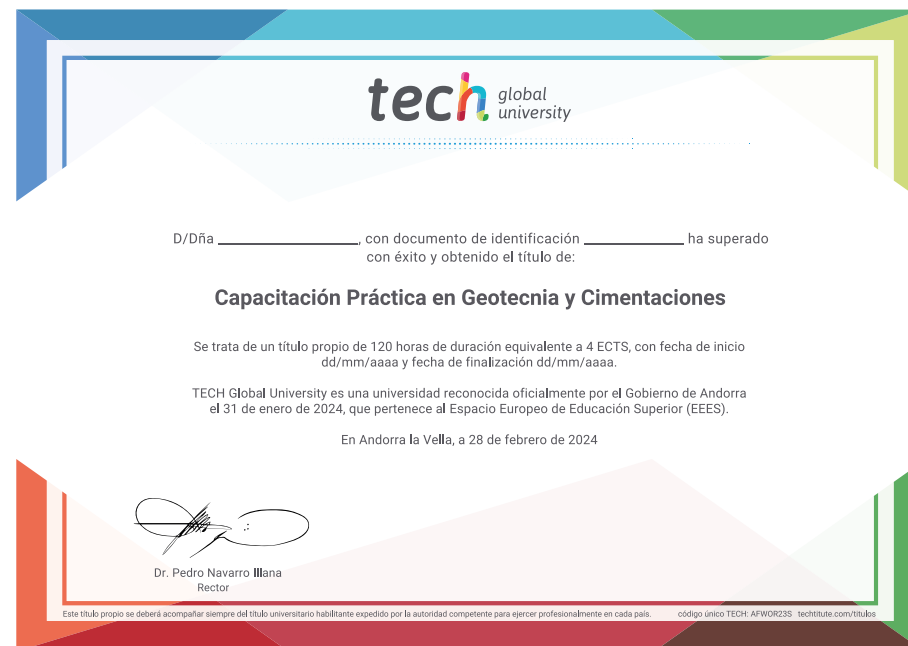 tech global university
D/Dña ____________________, con documento de identificación ______________ ha superado
con éxito y obtenido el título de:
Capacitación Práctica en Geotecnia y Cimentaciones
Se trata de un título propio de 120 horas de duración equivalente a 4 ECTS, con fecha de inicio
dd/mm/aaaa y fecha de finalización dd/mm/aaaa.
TECH Global University es una universidad reconocida oficialmente por el Gobierno de Andorra
el 31 de enero de 2024, que pertenece al Espacio Europeo de Educación Superior (EEES).
En Andorra la Vella, a 28 de febrero de 2024
Dr. Pedro Navarro Illana
Rector
Este título propio se deberá acompañar siempre del título universitario habilitante expedido por la autoridad competente para ejercer profesionalmente en cada país. código único TECH: AFWOR23S techtitute.com/titulos